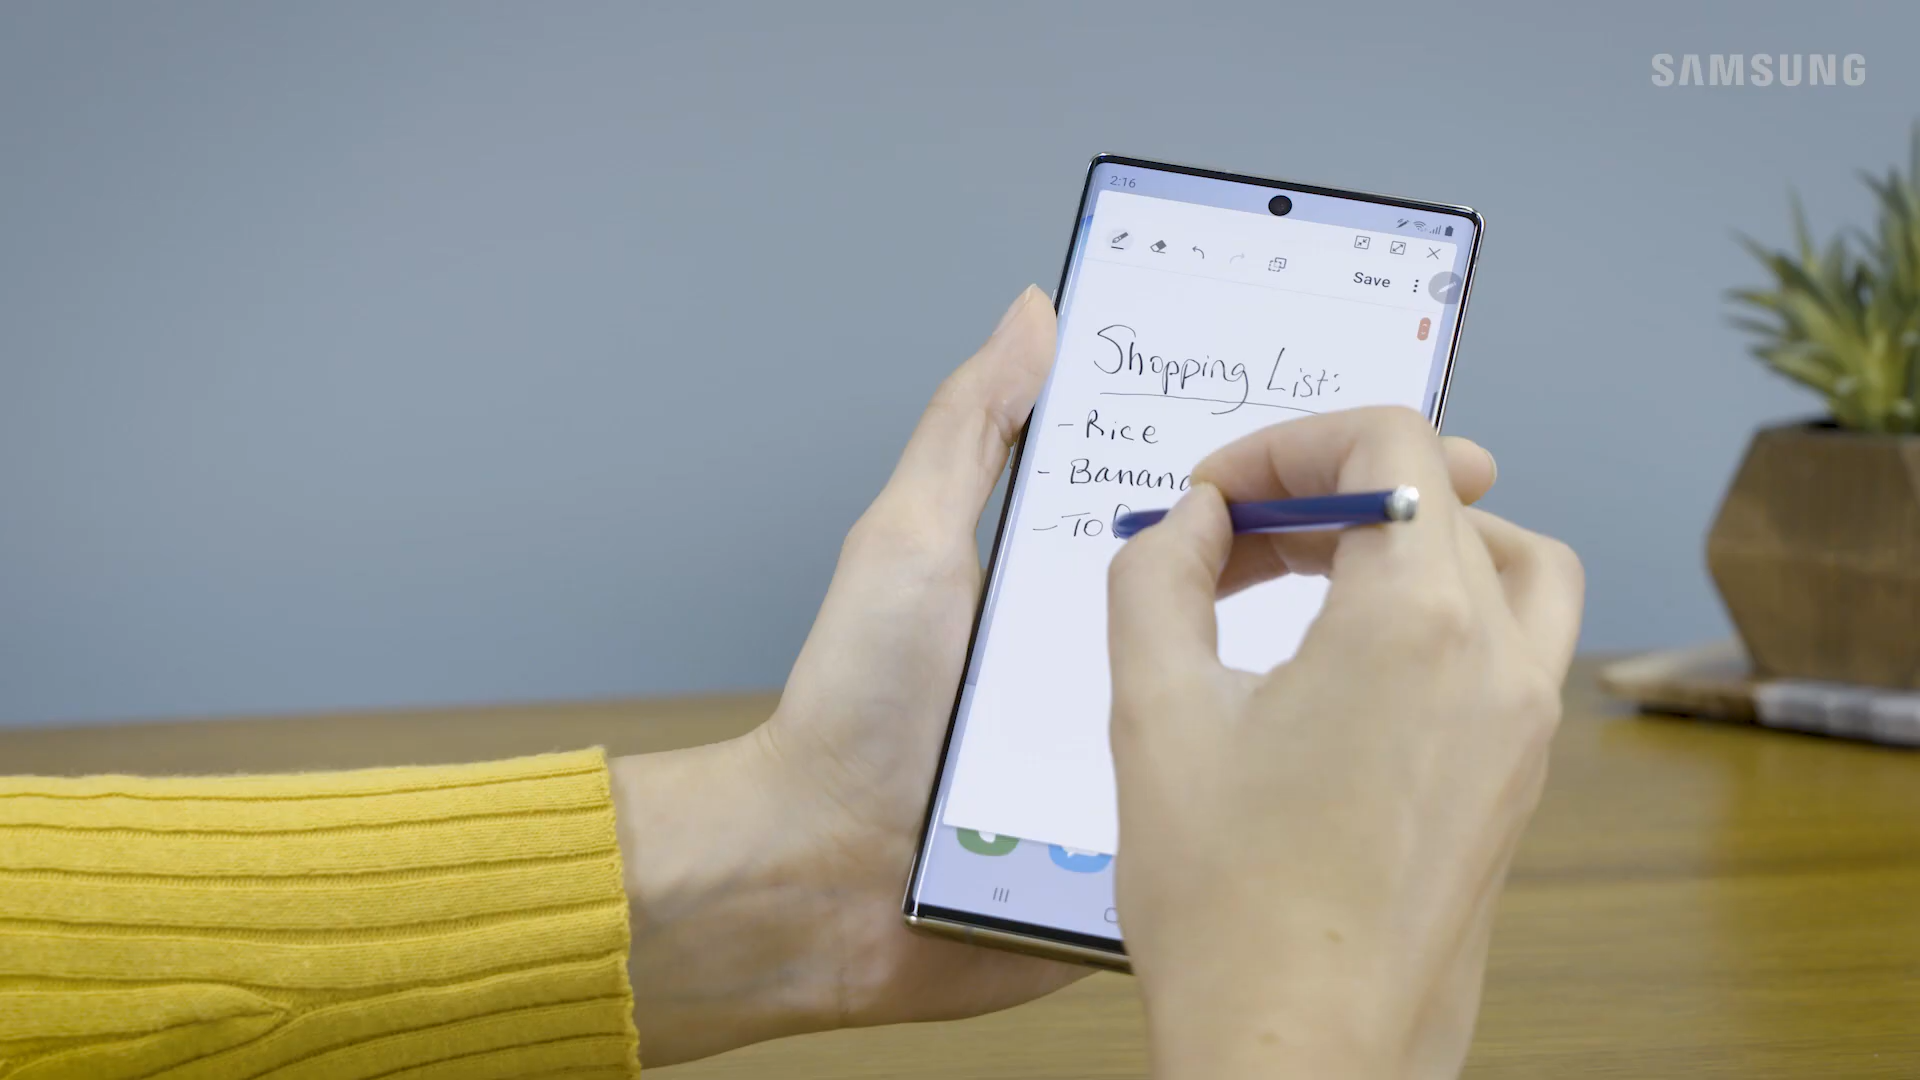 SAMSUNG
2:16
Save
Shopping List:
- Rice
- Banana
- To